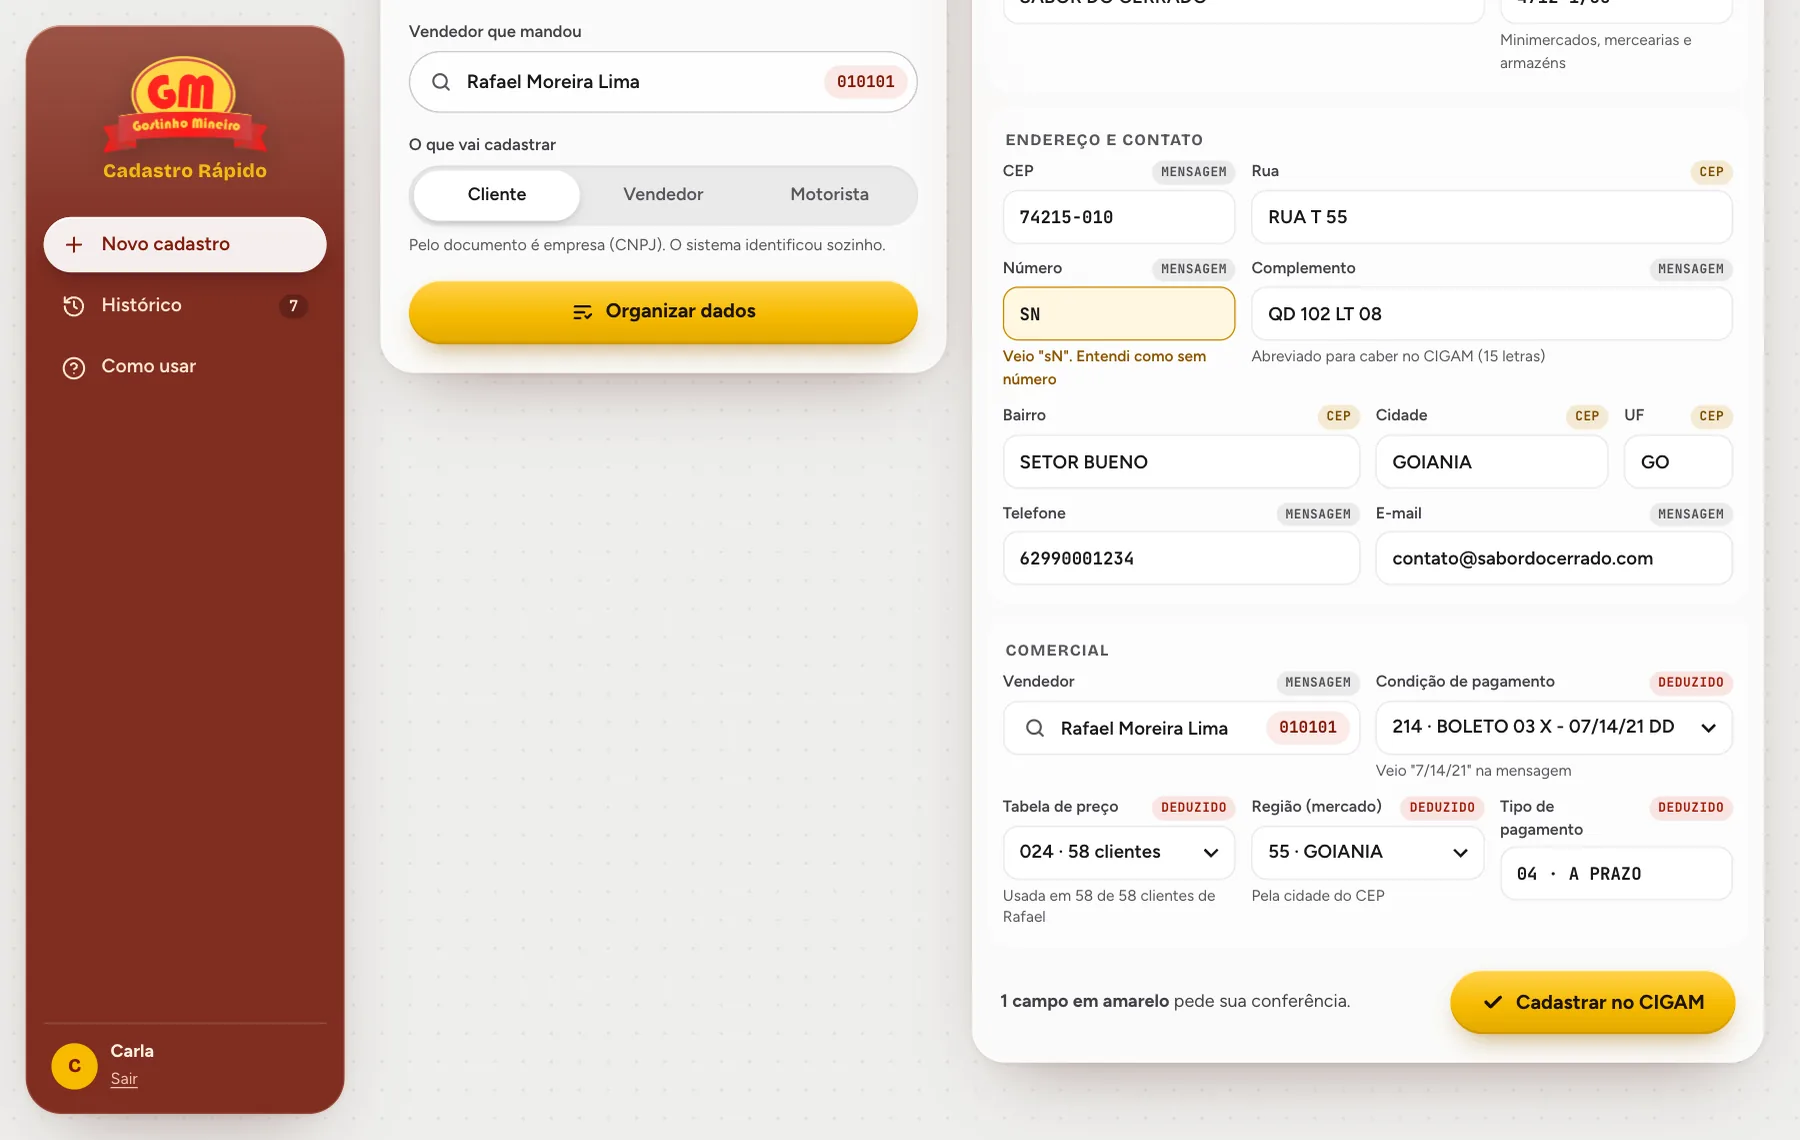 GM
Gostinho Mineiro
Cadastro Rápido
Novo cadastro
Histórico 7
Como usar
C
Carla
Sair
Vendedor que mandou
Rafael Moreira Lima 010101
O que vai cadastrar
Cliente Vendedor Motorista
Pelo documento é empresa (CNPJ). O sistema identificou sozinho.
Organizar dados
Minimercados, mercearias e
armazéns
ENDEREÇO E CONTATO
CEP MENSAGEM Rua CEP
74215-010 RUA T 55
Número MENSAGEM Complemento MENSAGEM
SN QD 102 LT 08
Veio "sN". Entendi como sem
número
Abreviado para caber no CIGAM (15 letras)
Bairro CEP Cidade CEP UF CEP
SETOR BUENO GOIANIA GO
Telefone MENSAGEM E-mail MENSAGEM
62990001234 contato@sabordocerrado.com
COMERCIAL
Vendedor MENSAGEM Condição de pagamento DEDUZIDO
Rafael Moreira Lima 010101 214 · BOLETO 03 X - 07/14/21 DD
Veio "7/14/21" na mensagem
Tabela de preço DEDUZIDO Região (mercado) DEDUZIDO Tipo de
pagamento DEDUZIDO
024 · 58 clientes 55 · GOIANIA 04 · A PRAZO
Usada em 58 de 58 clientes de
Rafael
Pela cidade do CEP
1 campo em amarelo pede sua conferência.
Cadastrar no CIGAM